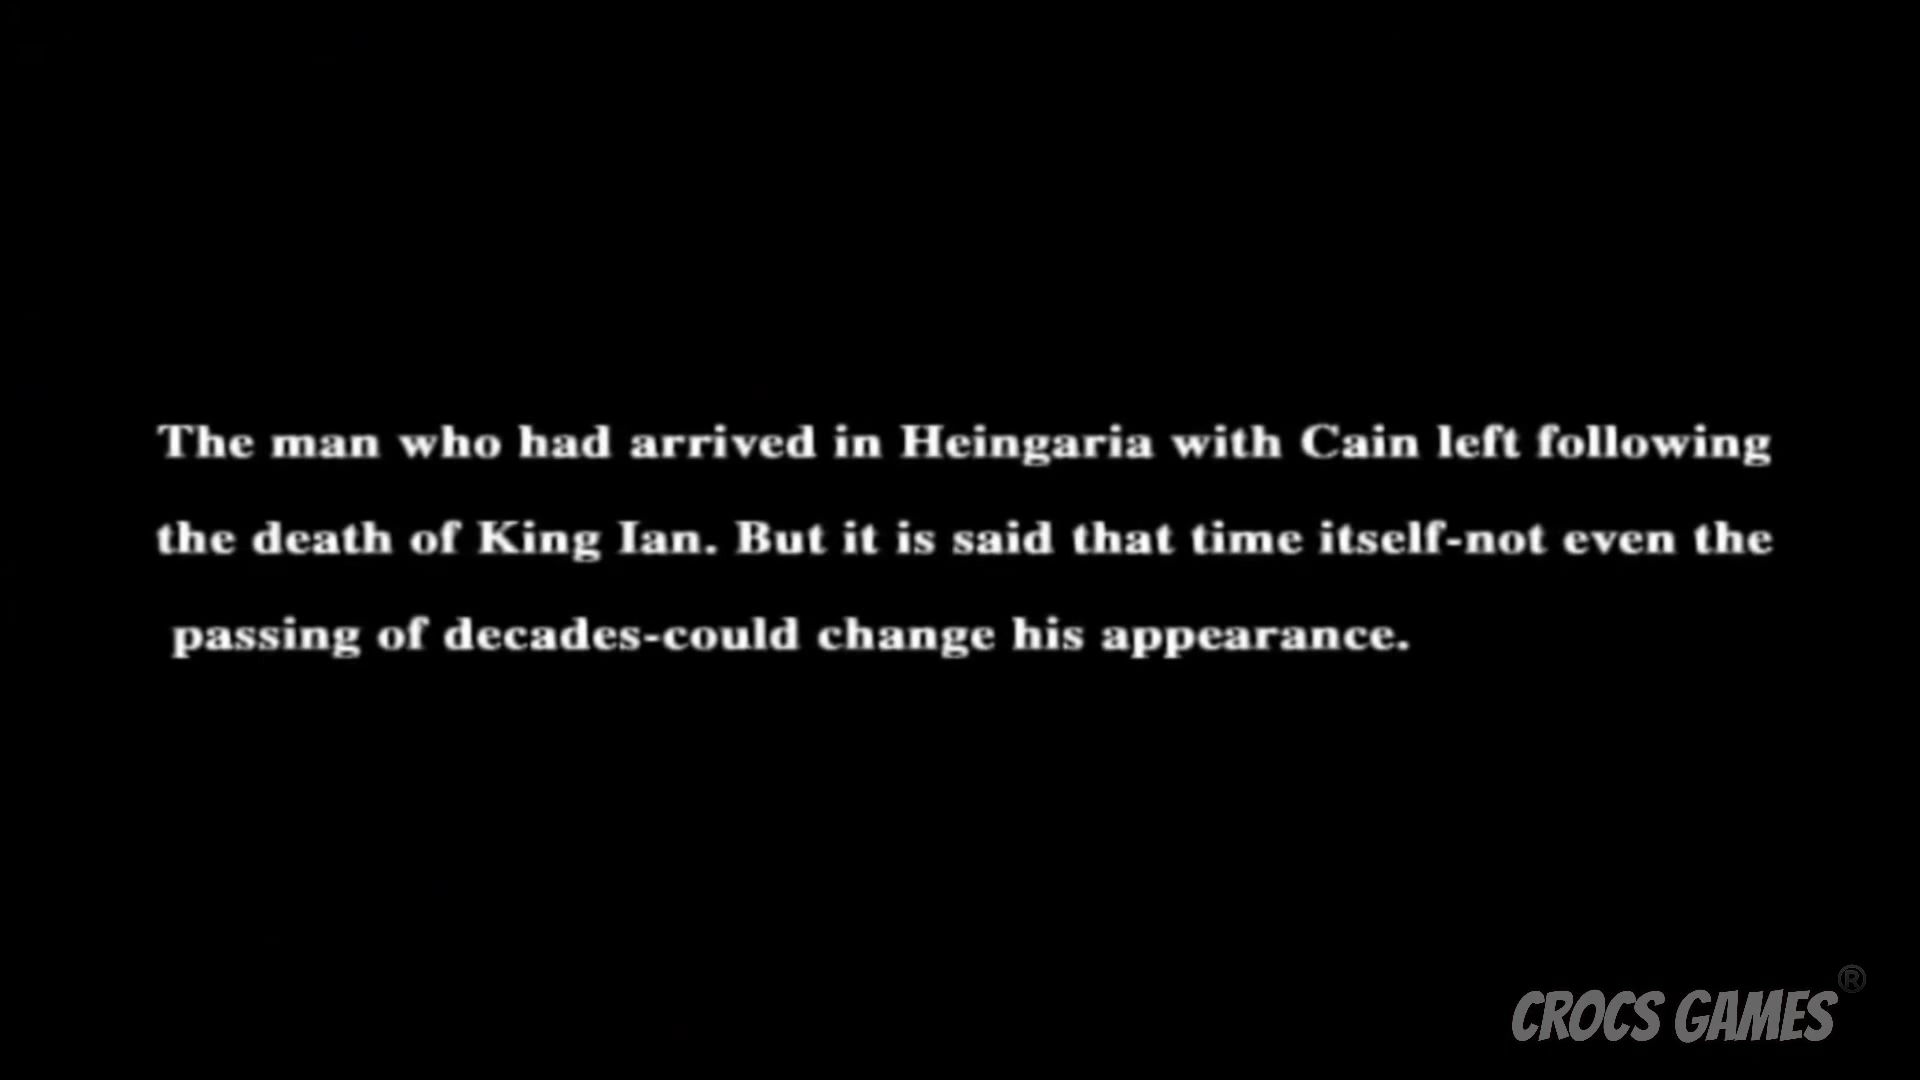 The man who had arrived in Heingaria with Cain left following
the death of King Ian. But it is said that time itself-not even the
passing of decades-could change his appearance.
CROCS GAMES®